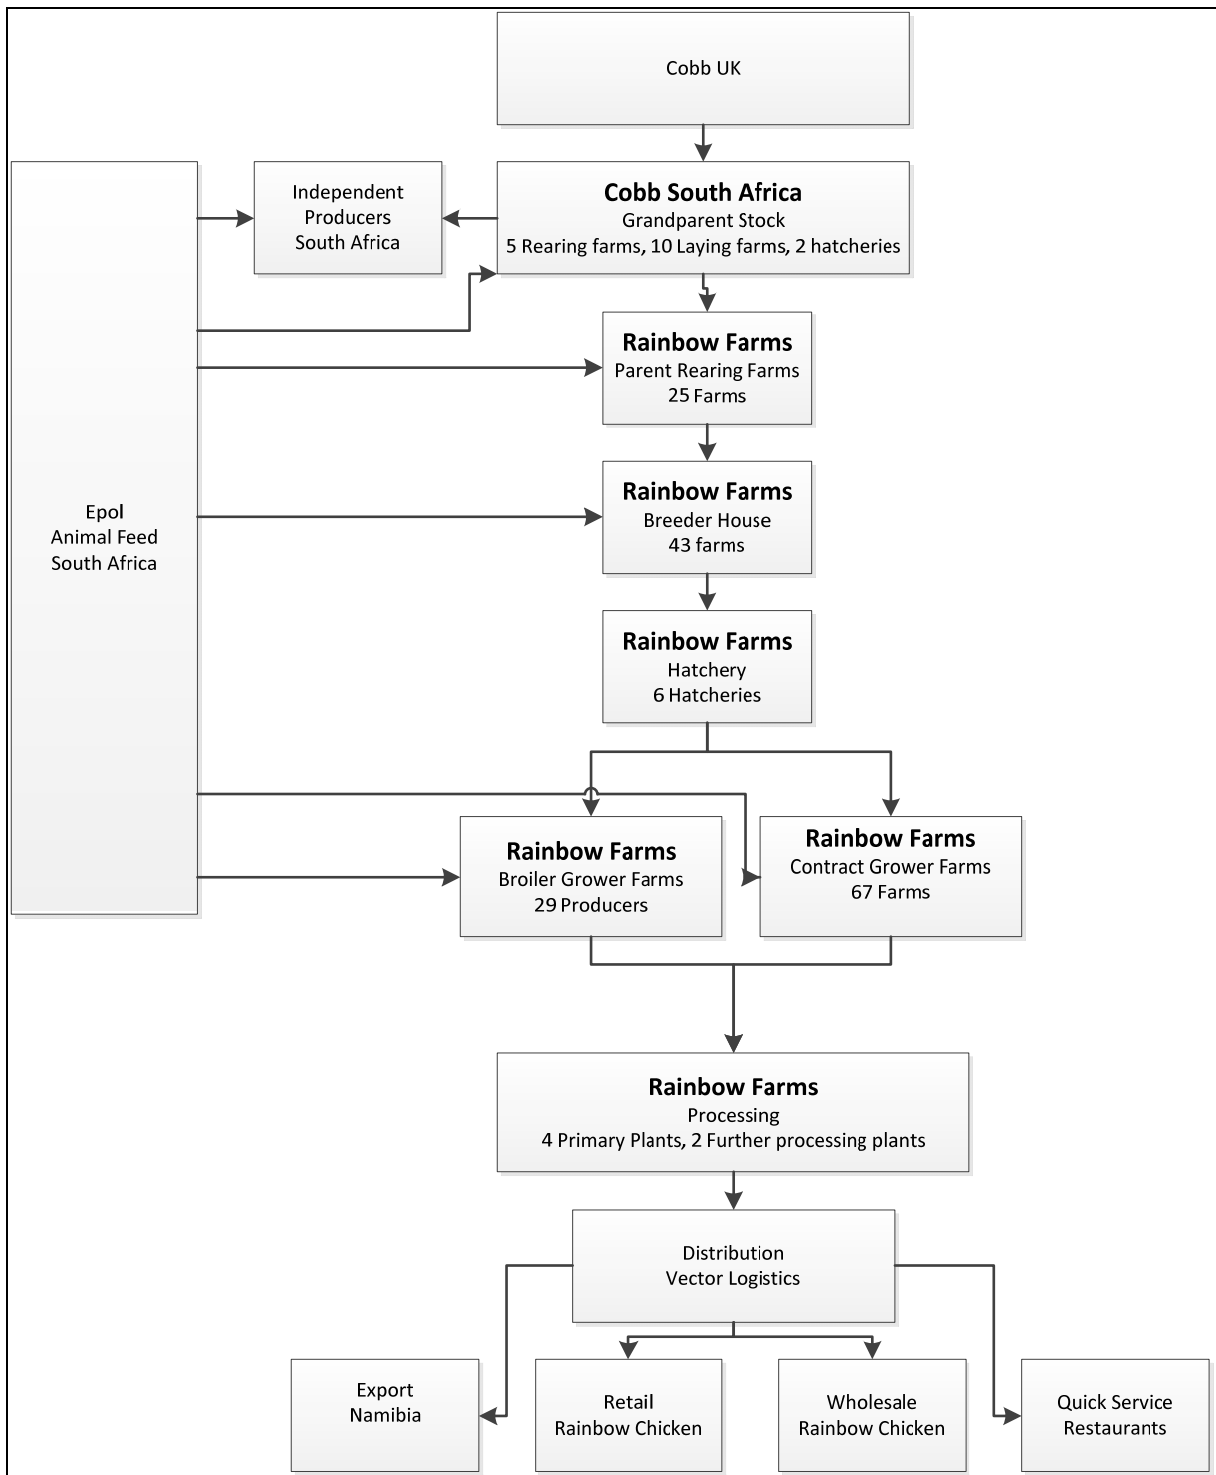 Cobb UK
Independent
Producers
South Africa
Cobb South Africa
Grandparent Stock
5 Rearing farms, 10 Laying farms, 2 hatcheries
Rainbow Farms
Parent Rearing Farms
25 Farms
Rainbow Farms
Breeder House
43 farms
Epol
Animal Feed
South Africa
Rainbow Farms
Hatchery
6 Hatcheries
Rainbow Farms
Broiler Grower Farms
29 Producers
Rainbow Farms
Contract Grower Farms
67 Farms
Rainbow Farms
Processing
4 Primary Plants, 2 Further processing plants
Distribution
Vector Logistics
Export
Namibia
Retail
Rainbow Chicken
Wholesale
Rainbow Chicken
Quick Service
Restaurants